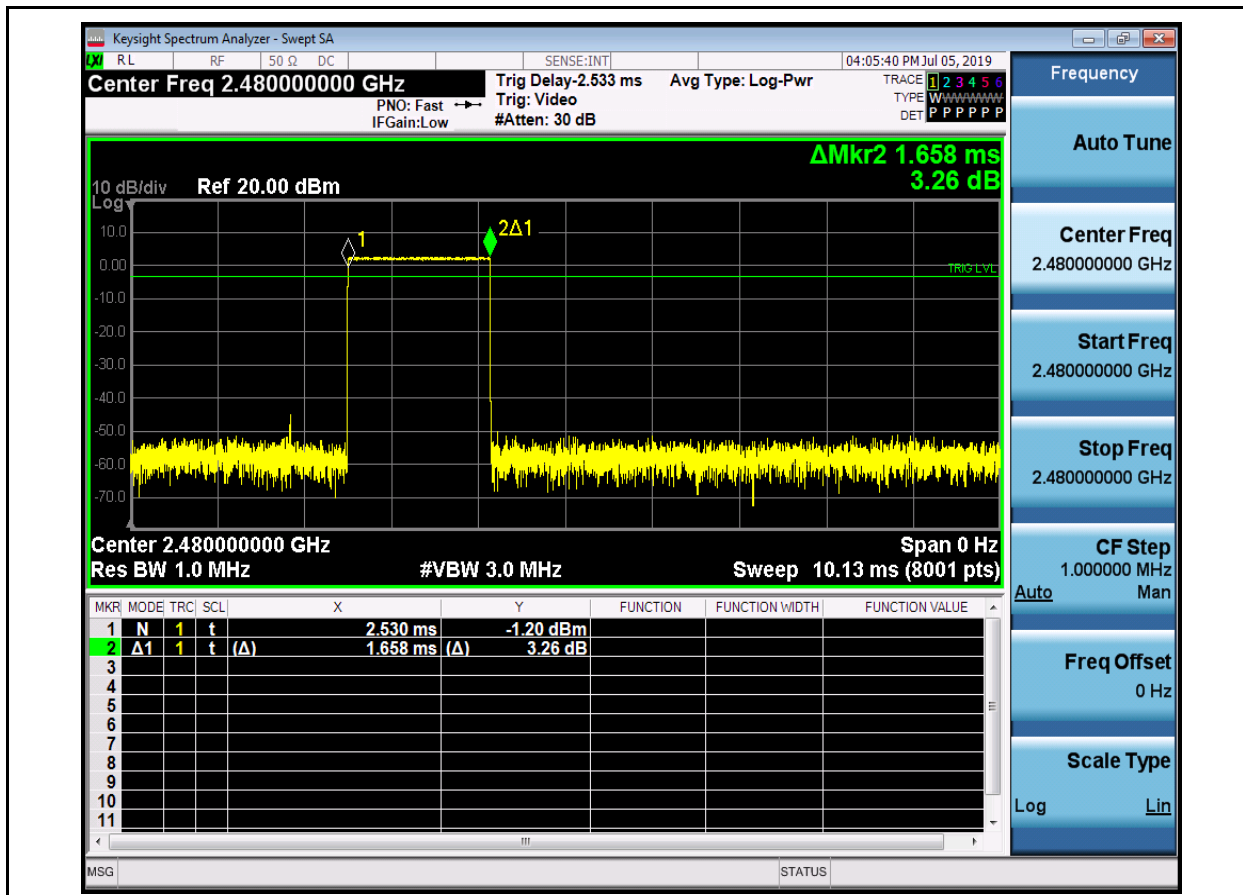 Keysight Spectrum Analyzer - Swept SA
LXI RL RF 50 Ω DC SENSE:INT 04:05:40 PM Jul 05, 2019
Center Freq 2.480000000 GHz
PNO: Fast
IFGain:Low
Trig Delay-2.533 ms
Trig: Video
#Atten: 30 dB
Avg Type: Log-Pwr
TRACE 1 2 3 4 5 6
TYPE WWWWWW
DET P P P P P P
ΔMkr2 1.658 ms
3.26 dB
10 dB/div Ref 20.00 dBm
Log
10.0
0.00
-10.0
-20.0
-30.0
-40.0
-50.0
-60.0
-70.0
1
2Δ1
TRIG LVL
Center 2.480000000 GHz Span 0 Hz
Res BW 1.0 MHz #VBW 3.0 MHz Sweep 10.13 ms (8001 pts)
MKR MODE TRC SCL X Y FUNCTION FUNCTION WIDTH FUNCTION VALUE
1 N 1 t 2.530 ms -1.20 dBm
2 Δ1 1 t (Δ) 1.658 ms (Δ) 3.26 dB
3
4
5
6
7
8
9
10
11
MSG STATUS
Frequency
Auto Tune
Center Freq
2.480000000 GHz
Start Freq
2.480000000 GHz
Stop Freq
2.480000000 GHz
CF Step
1.000000 MHz
Auto Man
Freq Offset
0 Hz
Scale Type
Log Lin